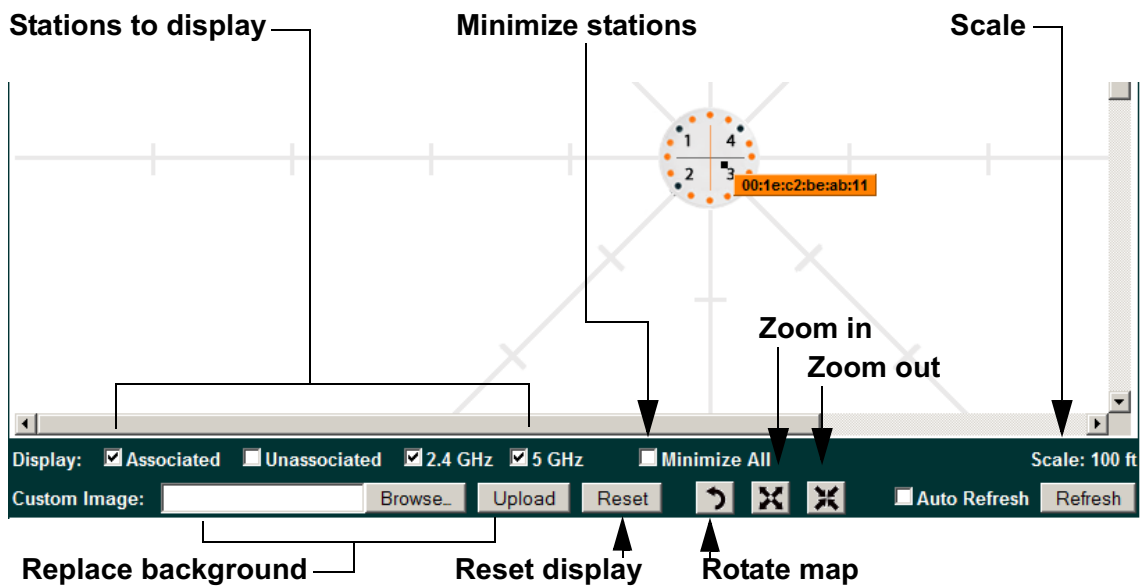 Stations to display
Minimize stations
Scale
1 4
2 3
00:1e:c2:be:ab:11
Zoom in
Zoom out
Display: Associated Unassociated 2.4 GHz 5 GHz Minimize All Scale: 100 ft
Custom Image: Browse... Upload Reset Auto Refresh Refresh
Replace background
Reset display
Rotate map